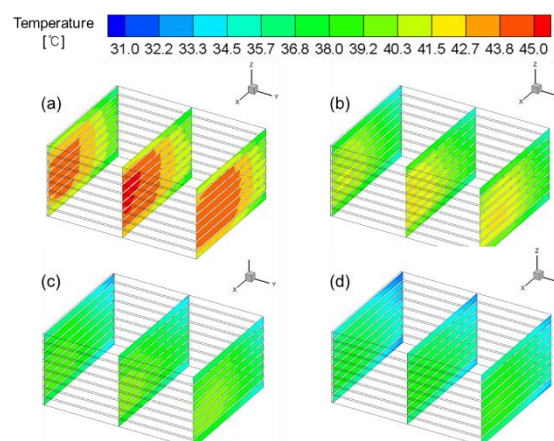 Temperature
[℃]
31.0 32.2 33.3 34.5 35.7 36.8 38.0 39.2 40.3 41.5 42.7 43.8 45.0
(a)
Z
X
Y
(b)
Z
X
(c)
X
Y
(d)
Z
X